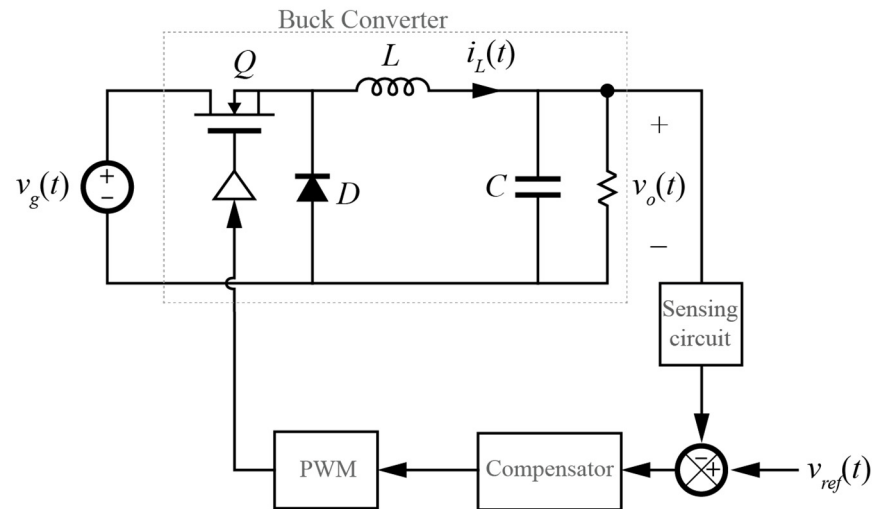 Buck Converter
Q
L
i_L(t)
+
v_g(t)
+
-
D
C
v_o(t)
-
Sensing
circuit
PWM
Compensator
-
+
v_ref(t)